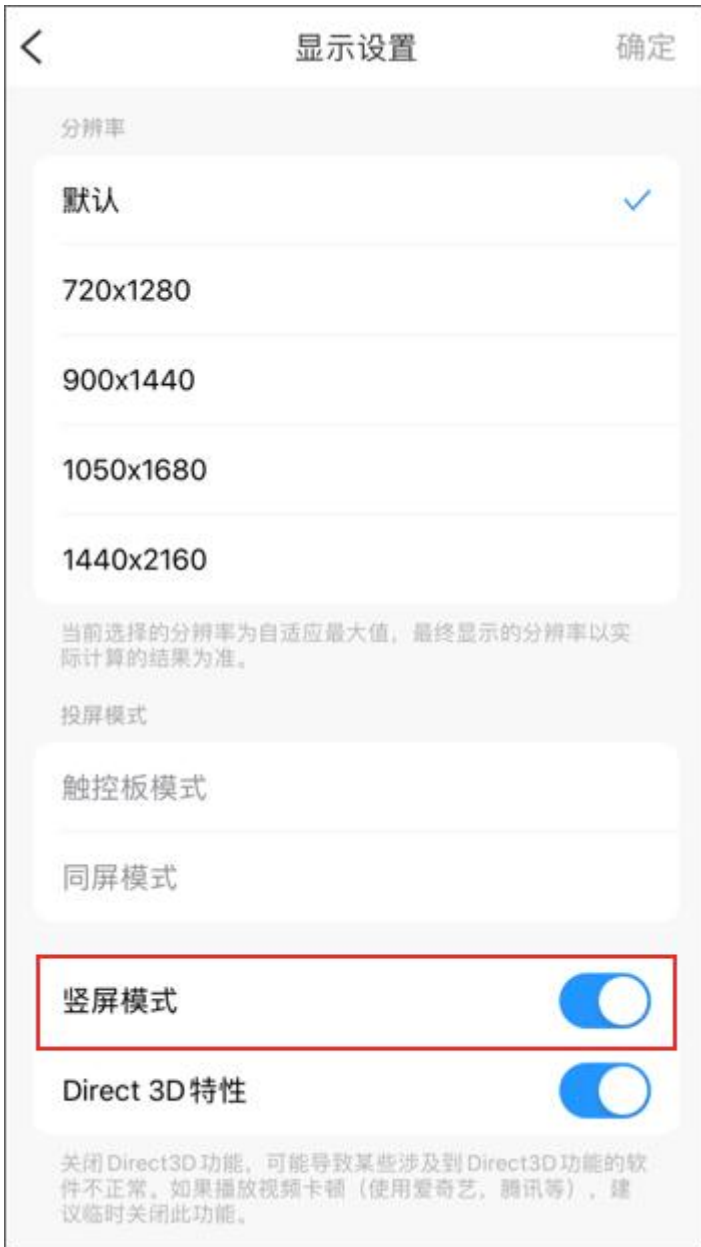 显示设置
确定
分辨率
默认
720x1280
900x1440
1050x1680
1440x2160
当前选择的分辨率为自适应最大值，最终显示的分辨率以实
际计算的结果为准。
投屏模式
触控板模式
同屏模式
竖屏模式
Direct 3D特性
关闭Direct3D功能，可能导致某些涉及到Direct3D功能的软
件不正常。如果播放视频卡顿（使用爱奇艺、腾讯等），建
议临时关闭此功能。